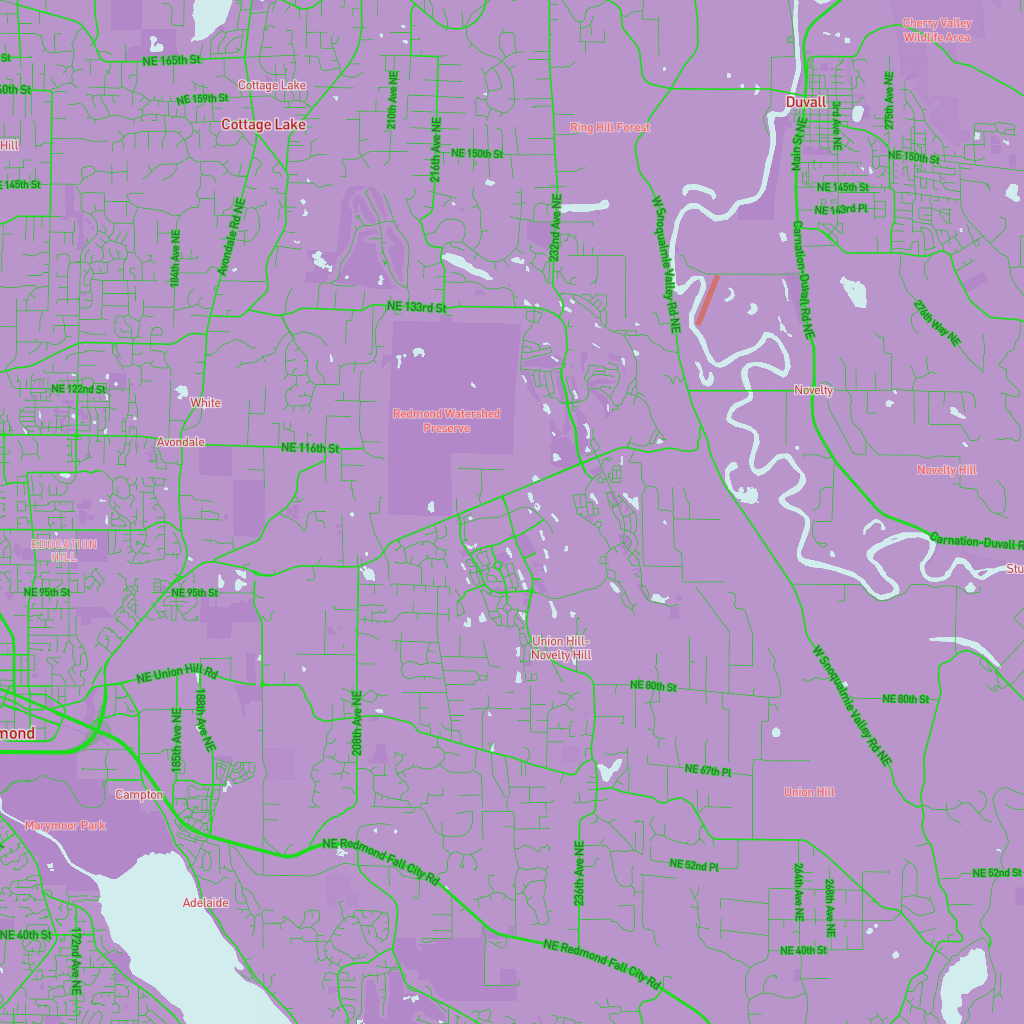 Cherry Valley
Wildlife Area
St
NE 165th St
Cottage Lake
60th St
NE 159th St
210th Ave NE
275th Ave NE
Duvall
3rd Ave NE
Cottage Lake
Ring Hill Forest
216th Ave NE
Main St NE
Hill
NE 150th St
NE 150th St
E 145th St
NE 145th St
NE 143rd Pl
Avondale Rd NE
232nd Ave NE
W Snoqualmie Valley Rd NE
184th Ave NE
Carnation-Duvall Rd NE
NE 133rd St
276th Way NE
NE 122nd St
White
Novelty
Redmond Watershed
Preserve
Avondale
NE 116th St
Novelty Hill
EDUCATION
HILL
Carnation-Duvall R
Stu
NE 95th St
NE 95th St
Union Hill-
Novelty Hill
NE Union Hill Rd
W Snoqualmie Valley Rd NE
NE 80th St
NE 80th St
188th Ave NE
185th Ave NE
208th Ave NE
mond
NE 67th Pl
Campton
Union Hill
Marymoor Park
NE Redmond Fall City Rd
236th Ave NE
NE 52nd Pl
NE 52nd St
264th Ave NE
268th Ave NE
Adelaide
NE 40th St
172nd Ave NE
NE 40th St
NE Redmond Fall City Rd